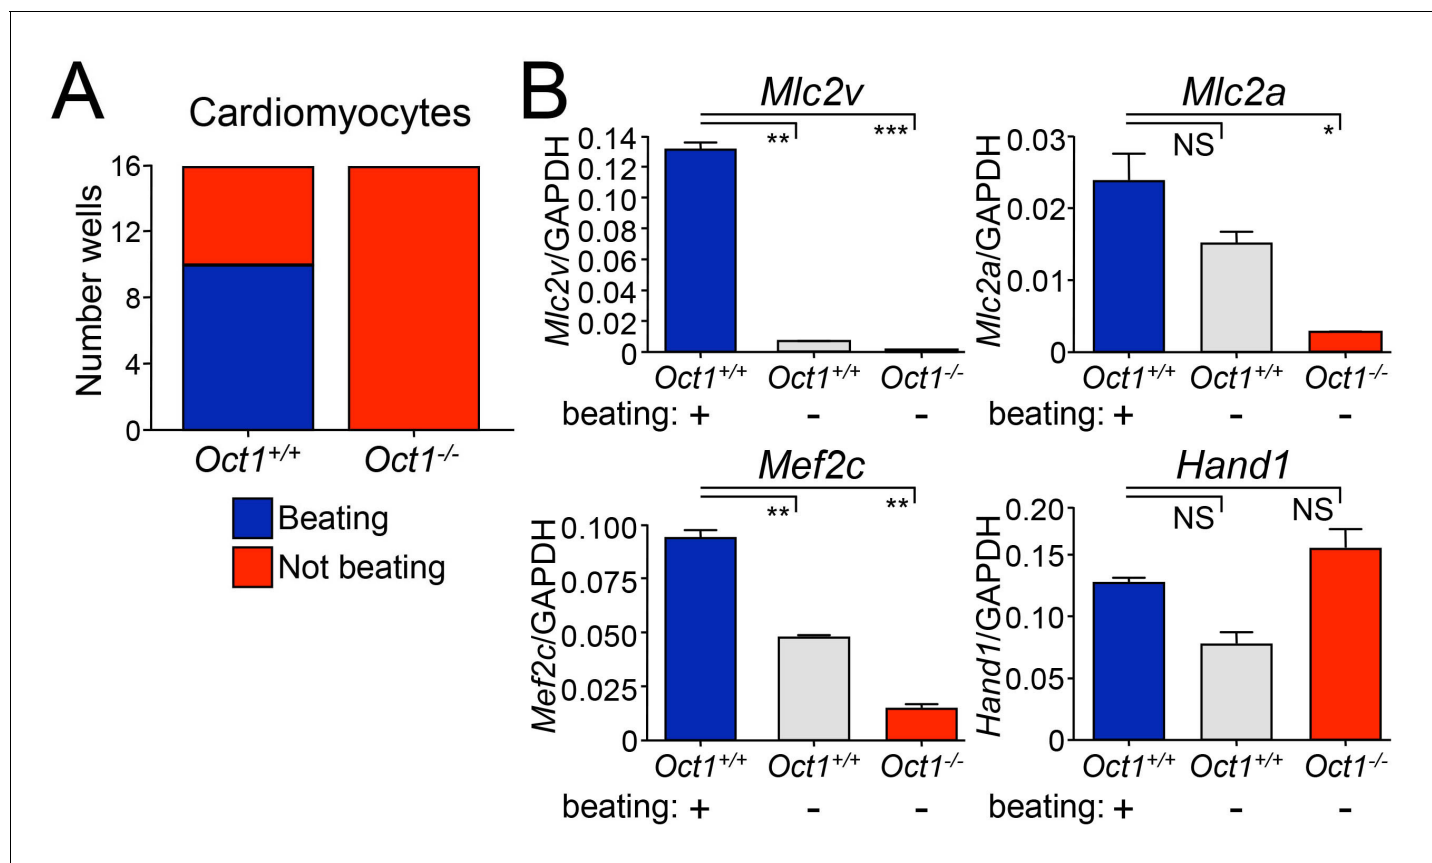 A
Cardiomyocytes
Number wells
16
12
8
4
0
Oct1+/+ Oct1-/-
Beating
Not beating
B
Mlc2v
** ***
Mlc2v/GAPDH
0.14
0.12
0.10
0.08
0.06
0.04
0.02
0
Oct1+/+ Oct1+/+ Oct1-/-
beating: + - -
Mlc2a
NS *
Mlc2a/GAPDH
0.03
0.02
0.01
0
Oct1+/+ Oct1+/+ Oct1-/-
beating: + - -
Mef2c
** **
Mef2c/GAPDH
0.100
0.075
0.050
0.025
0
Oct1+/+ Oct1+/+ Oct1-/-
beating: + - -
Hand1
NS NS
Hand1/GAPDH
0.20
0.15
0.10
0.05
0
Oct1+/+ Oct1+/+ Oct1-/-
beating: + - -